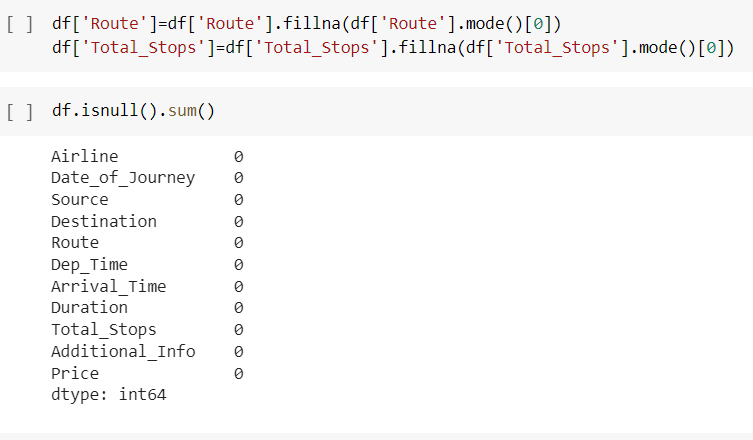 [ ] df['Route']=df['Route'].fillna(df['Route'].mode()[0])
df['Total_Stops']=df['Total_Stops'].fillna(df['Total_Stops'].mode()[0])
[ ] df.isnull().sum()
Airline 0
Date_of_Journey 0
Source 0
Destination 0
Route 0
Dep_Time 0
Arrival_Time 0
Duration 0
Total_Stops 0
Additional_Info 0
Price 0
dtype: int64